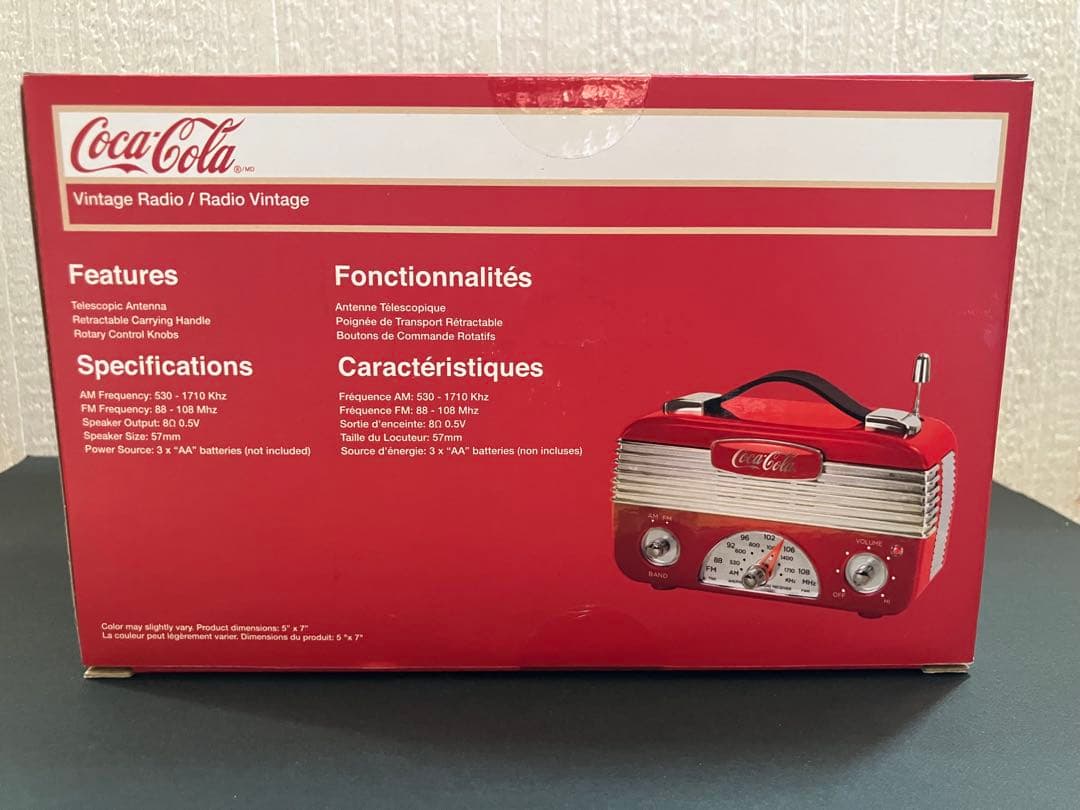 Coca-Cola ®/MD
Vintage Radio / Radio Vintage
Features
Telescopic Antenna
Retractable Carrying Handle
Rotary Control Knobs
Specifications
AM Frequency: 530 - 1710 Khz
FM Frequency: 88 - 108 Mhz
Speaker Output: 8Ω 0.5V
Speaker Size: 57mm
Power Source: 3 x “AA” batteries (not included)
Fonctionnalités
Antenne Télescopique
Poignée de Transport Rétractable
Boutons de Commande Rotatifs
Caractéristiques
Fréquence AM: 530 - 1710 Khz
Fréquence FM: 88 - 108 Mhz
Sortie d'enceinte: 8Ω 0.5V
Taille du Locuteur: 57mm
Source d'énergie: 3 x “AA” batteries (non incluses)
Coca-Cola
AM FM
BAND
88 92 96 102 106 108
FM MHz
530 600 800 1400 1710
AM KHz
VOLUME
OFF HI
Color may slightly vary. Product dimensions: 5" x 7"
La couleur peut légèrement varier. Dimensions du produit: 5 "x 7"